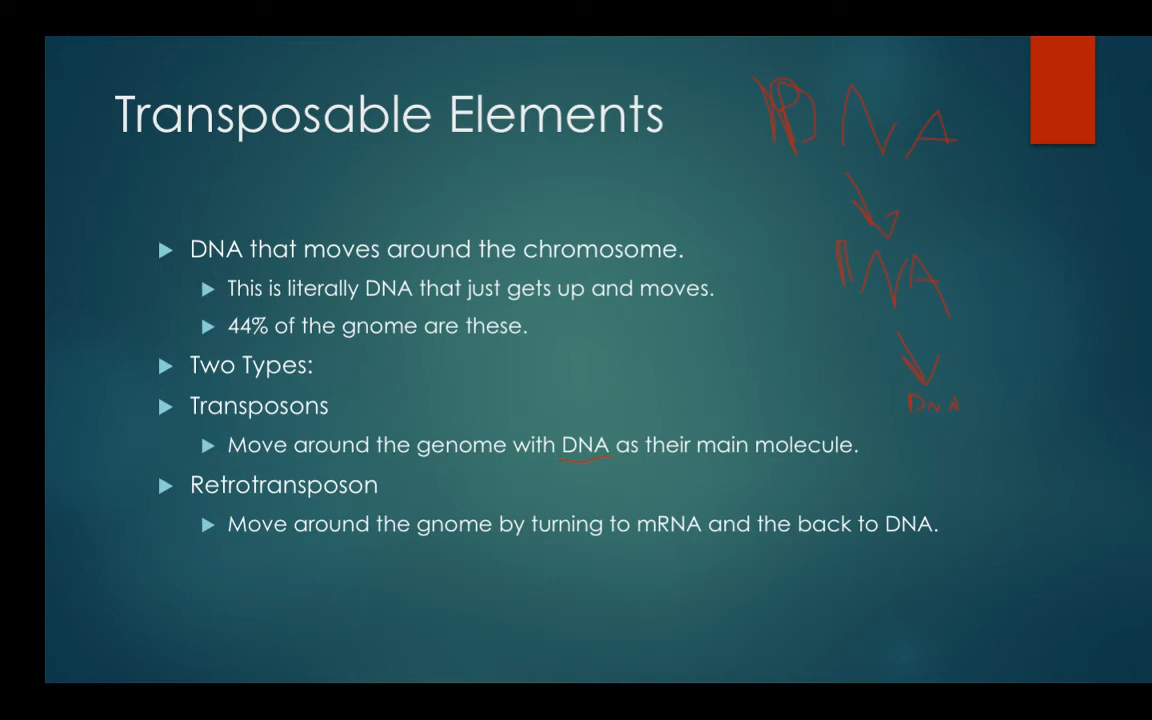 Transposable Elements
DNA
DNA that moves around the chromosome.
This is literally DNA that just gets up and moves.
44% of the gnome are these.
Two Types:
Transposons
DNA
Move around the genome with DNA as their main molecule.
Retrotransposon
Move around the gnome by turning to mRNA and the back to DNA.